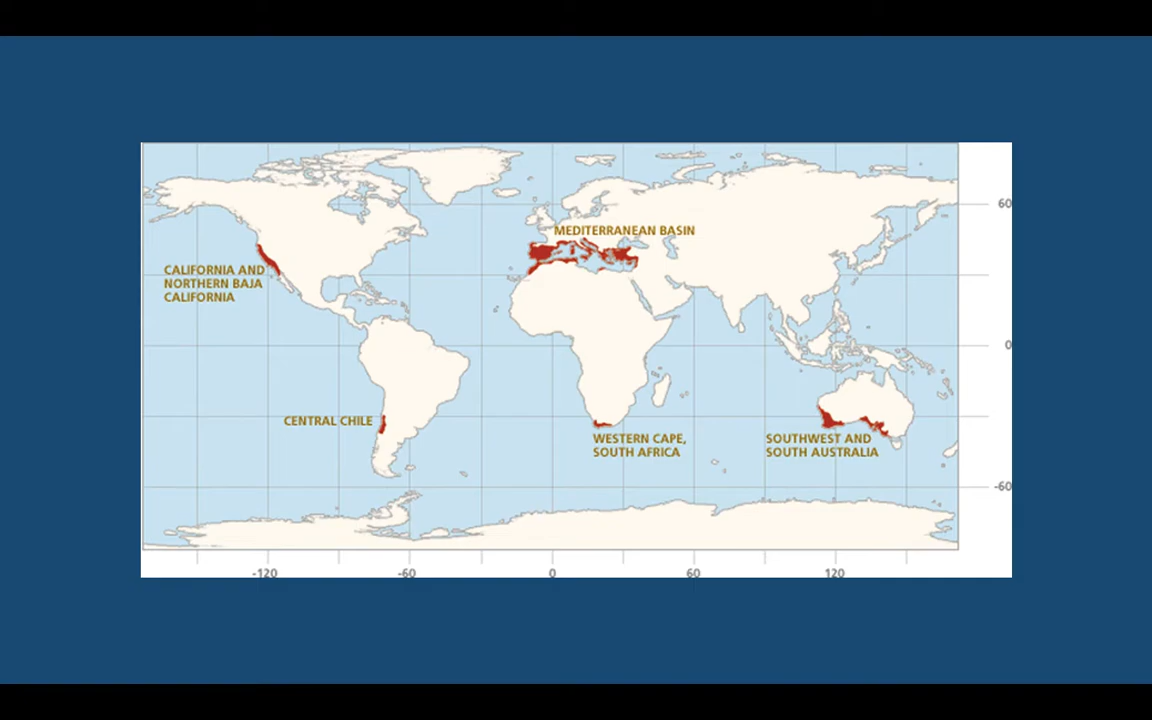 MEDITERRANEAN BASIN
CALIFORNIA AND
NORTHERN BAJA
CALIFORNIA
CENTRAL CHILE
WESTERN CAPE,
SOUTH AFRICA
SOUTHWEST AND
SOUTH AUSTRALIA
60
0
-60
-120
-60
0
60
120